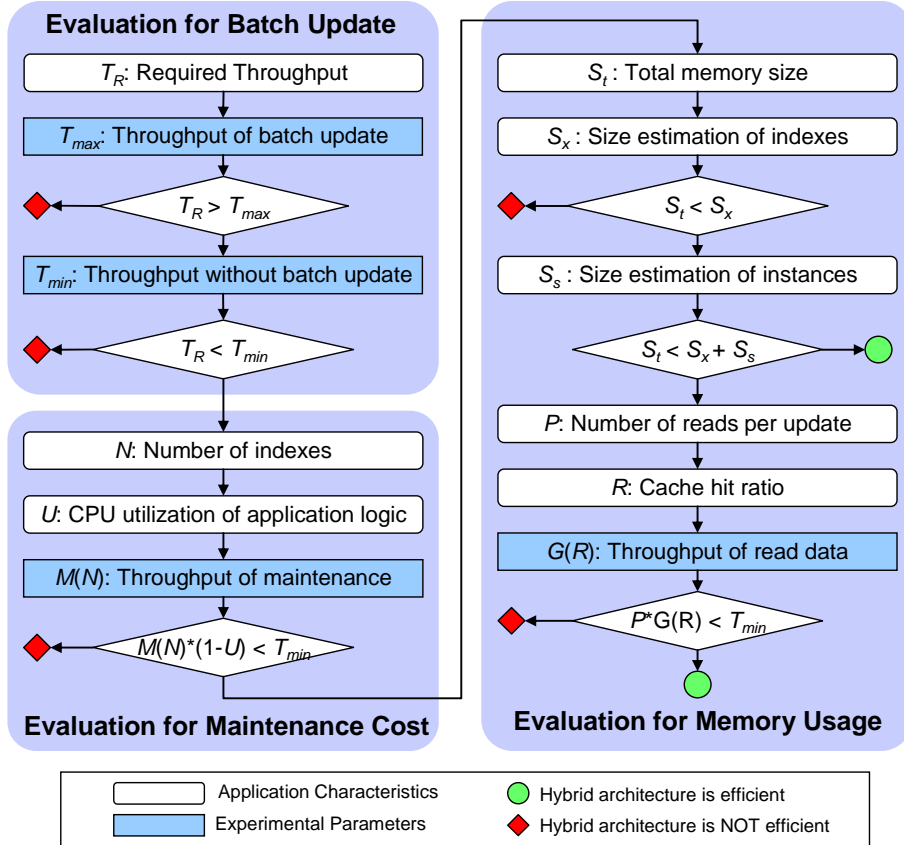 Evaluation for Batch Update
T_R: Required Throughput
T_max: Throughput of batch update
T_R > T_max
T_min: Throughput without batch update
T_R < T_min
N: Number of indexes
U: CPU utilization of application logic
M(N): Throughput of maintenance
M(N)*(1-U) < T_min
Evaluation for Maintenance Cost
S_t : Total memory size
S_x : Size estimation of indexes
S_t < S_x
S_s : Size estimation of instances
S_t < S_x + S_s
P: Number of reads per update
R: Cache hit ratio
G(R): Throughput of read data
P*G(R) < T_min
Evaluation for Memory Usage
Application Characteristics
Experimental Parameters
Hybrid architecture is efficient
Hybrid architecture is NOT efficient